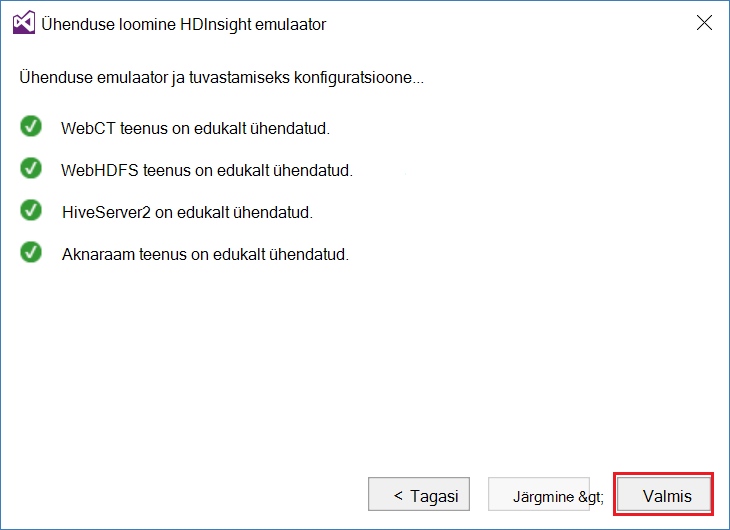 Ühenduse loomine HDInsight emulaator
Ühenduse emulaator ja tuvastamiseks konfiguratsioone...
WebCT teenus on edukalt ühendatud.
WebHDFS teenus on edukalt ühendatud.
HiveServer2 on edukalt ühendatud.
Aknaraam teenus on edukalt ühendatud.
< Tagasi
Järgmine &gt;
Valmis